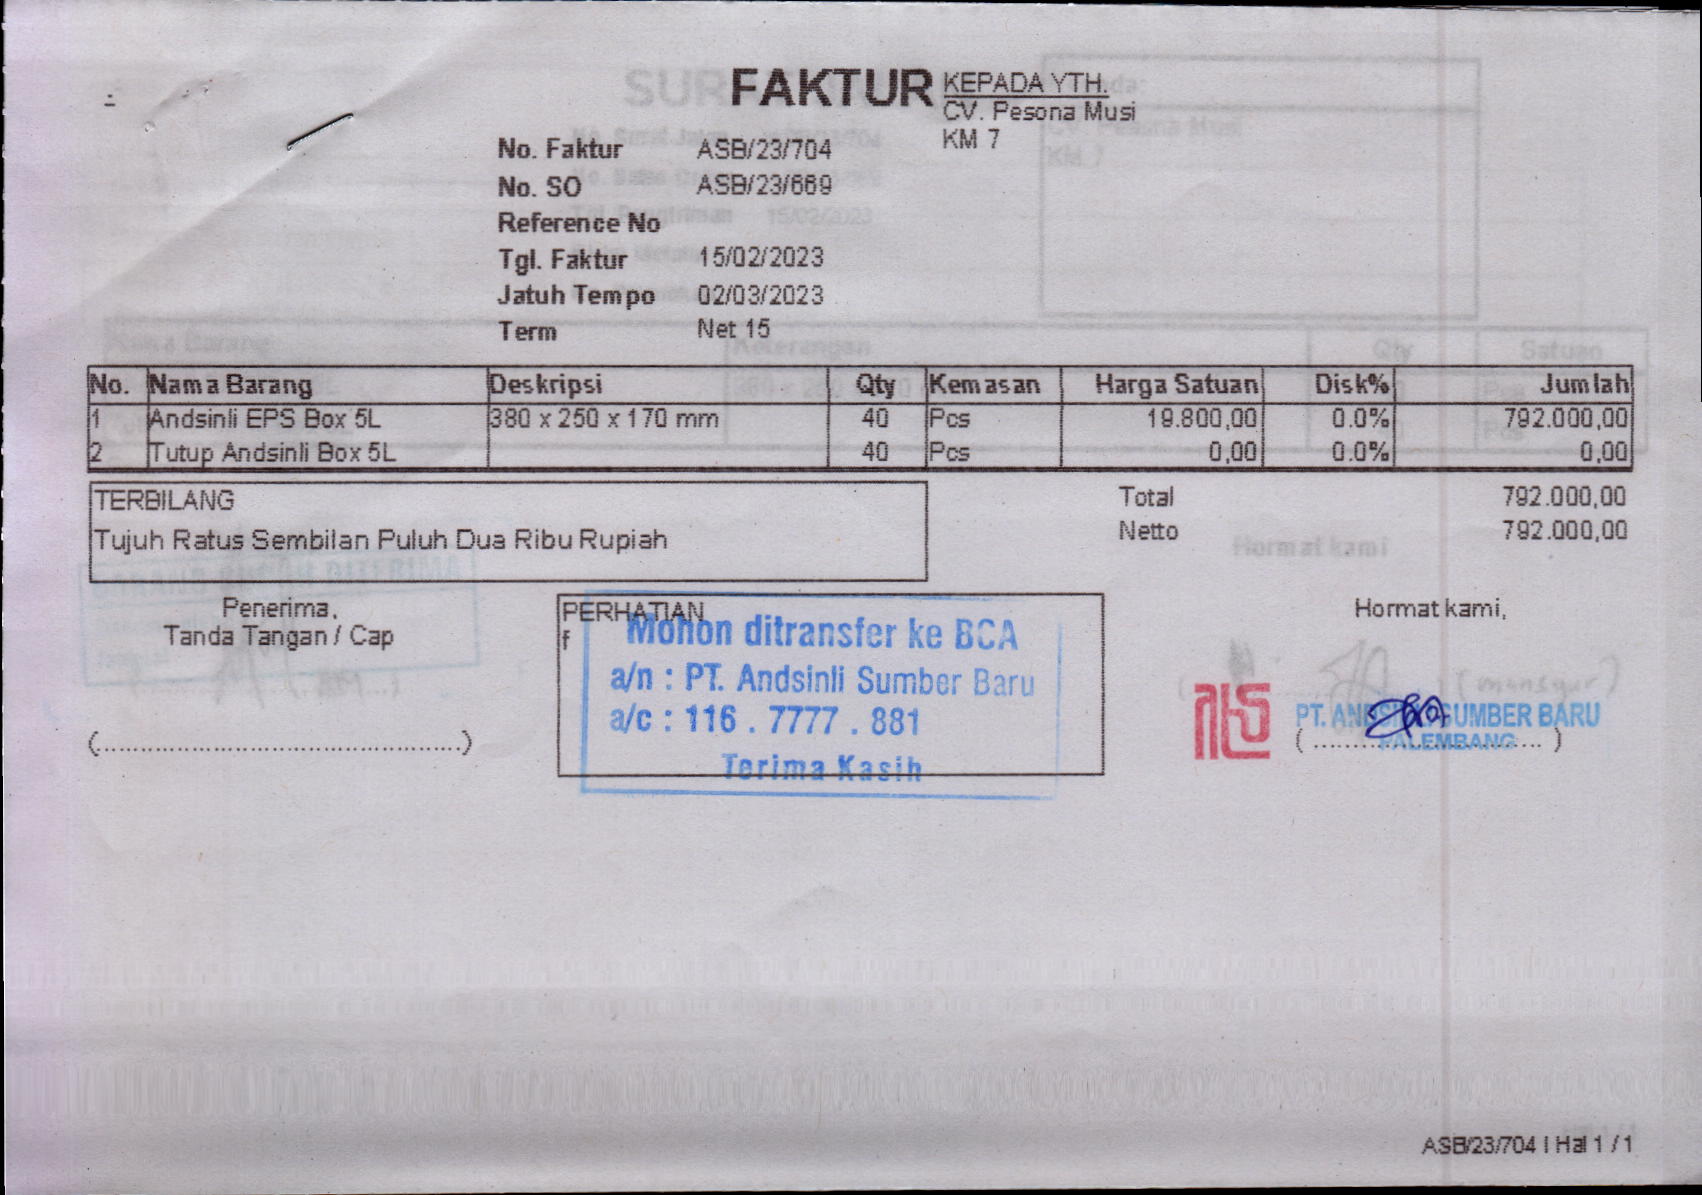 FAKTUR
KEPADA YTH.
CV. Pesona Musi
KM 7
No. Faktur ASB/23/704
No. SO ASB/23/669
Reference No
Tgl. Faktur 15/02/2023
Jatuh Tempo 02/03/2023
Term Net 15
No. Nama Barang Deskripsi Qty Kemasan Harga Satuan Disk% Jumlah
1 Andsinli EPS Box 5L 380 x 250 x 170 mm 40 Pcs 19.800,00 0.0% 792.000,00
2 Tutup Andsinli Box 5L 40 Pcs 0,00 0.0% 0,00
TERBILANG
Tujuh Ratus Sembilan Puluh Dua Ribu Rupiah
Total 792.000,00
Netto 792.000,00
Penerima,
Tanda Tangan / Cap
(................................................)
PERHATIAN
f
Mohon ditransfer ke BCA
a/n : PT. Andsinli Sumber Baru
a/c : 116 . 7777 . 881
Terima Kasih
Hormat kami,
PT. ANDSINLI SUMBER BARU
PALEMBANG
ASB/23/704 | Hal 1 / 1